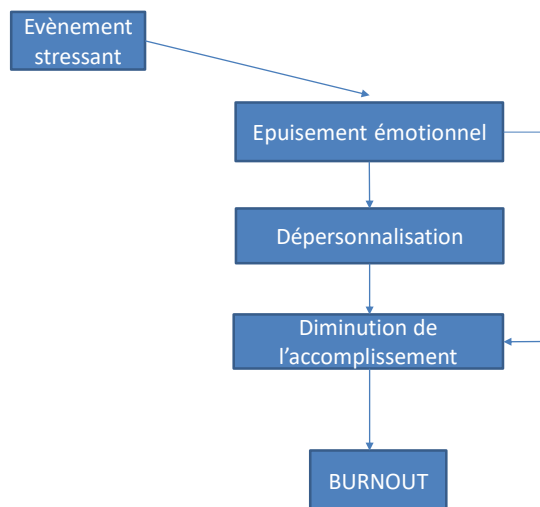 Evènement
stressant
Epuisement émotionnel
Dépersonnalisation
Diminution de
l’accomplissement
BURNOUT